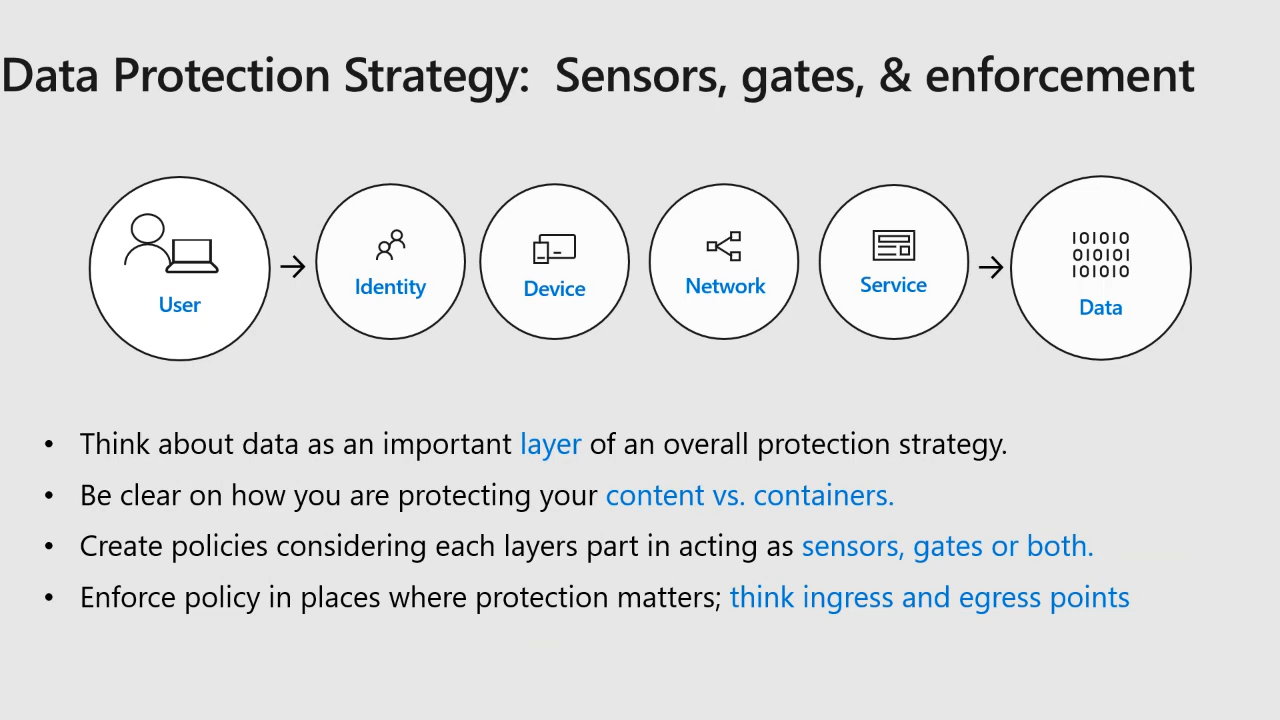 Data Protection Strategy:  Sensors, gates, & enforcement
User
Identity
Device
Network
Service
IOIOIO
OIOIOI
IOIOIO
Data
• Think about data as an important layer of an overall protection strategy.
• Be clear on how you are protecting your content vs. containers.
• Create policies considering each layers part in acting as sensors, gates or both.
• Enforce policy in places where protection matters; think ingress and egress points